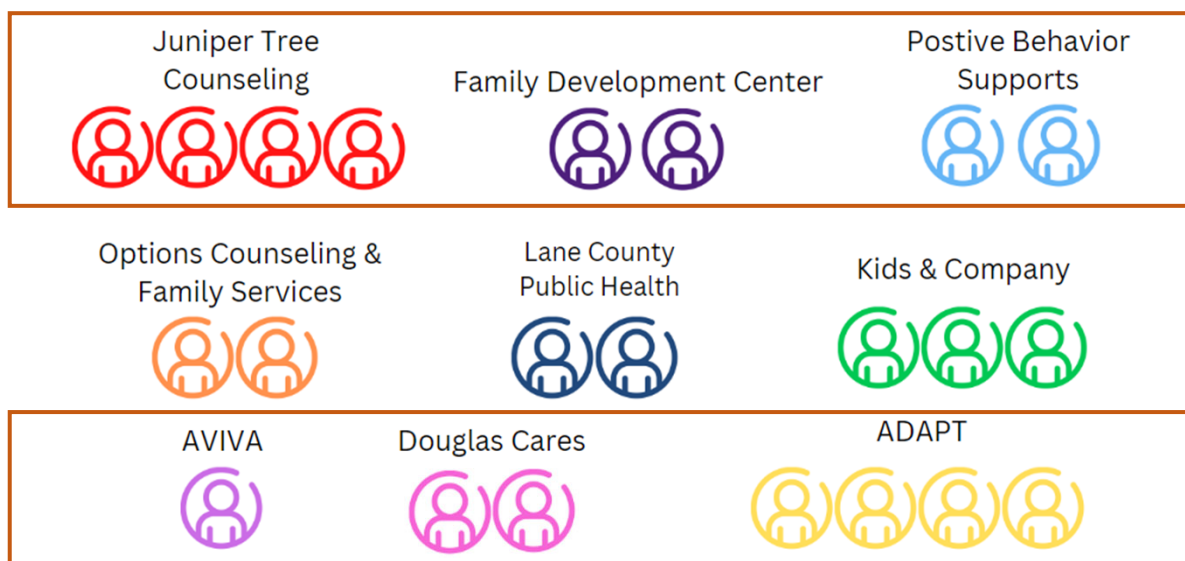 Juniper Tree
Counseling
Family Development Center
Postive Behavior
Supports
Options Counseling &
Family Services
Lane County
Public Health
Kids & Company
AVIVA
Douglas Cares
ADAPT